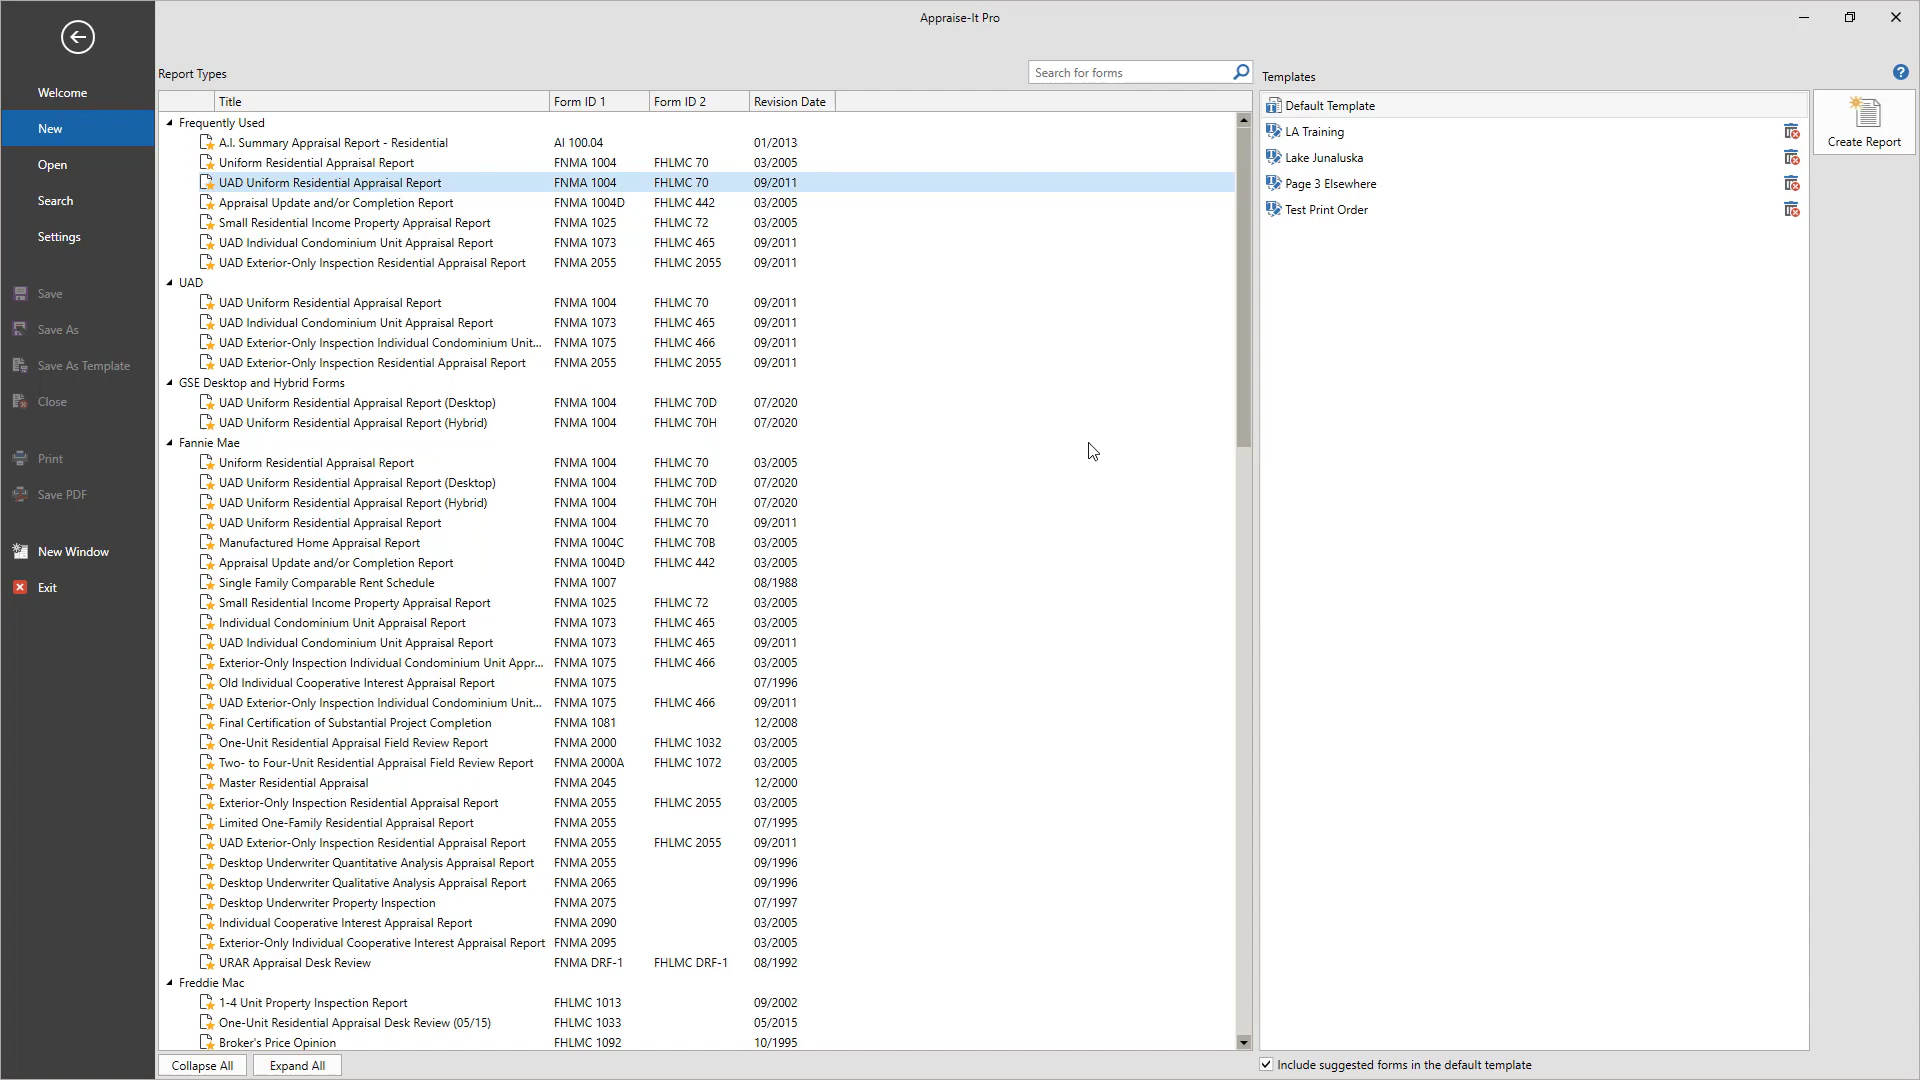 Appraise-It Pro
Welcome
New
Open
Search
Settings
Save
Save As
Save As Template
Close
Print
Save PDF
New Window
Exit
Report Types
Search for forms
Title Form ID 1 Form ID 2 Revision Date
Frequently Used
A.I. Summary Appraisal Report - Residential AI 100.04 01/2013
Uniform Residential Appraisal Report FNMA 1004 FHLMC 70 03/2005
UAD Uniform Residential Appraisal Report FNMA 1004 FHLMC 70 09/2011
Appraisal Update and/or Completion Report FNMA 1004D FHLMC 442 03/2005
Small Residential Income Property Appraisal Report FNMA 1025 FHLMC 72 03/2005
UAD Individual Condominium Unit Appraisal Report FNMA 1073 FHLMC 465 09/2011
UAD Exterior-Only Inspection Residential Appraisal Report FNMA 2055 FHLMC 2055 09/2011
UAD
UAD Uniform Residential Appraisal Report FNMA 1004 FHLMC 70 09/2011
UAD Individual Condominium Unit Appraisal Report FNMA 1073 FHLMC 465 09/2011
UAD Exterior-Only Inspection Individual Condominium Unit... FNMA 1075 FHLMC 466 09/2011
UAD Exterior-Only Inspection Residential Appraisal Report FNMA 2055 FHLMC 2055 09/2011
GSE Desktop and Hybrid Forms
UAD Uniform Residential Appraisal Report (Desktop) FNMA 1004 FHLMC 70D 07/2020
UAD Uniform Residential Appraisal Report (Hybrid) FNMA 1004 FHLMC 70H 07/2020
Fannie Mae
Uniform Residential Appraisal Report FNMA 1004 FHLMC 70 03/2005
UAD Uniform Residential Appraisal Report (Desktop) FNMA 1004 FHLMC 70D 07/2020
UAD Uniform Residential Appraisal Report (Hybrid) FNMA 1004 FHLMC 70H 07/2020
UAD Uniform Residential Appraisal Report FNMA 1004 FHLMC 70 09/2011
Manufactured Home Appraisal Report FNMA 1004C FHLMC 70B 03/2005
Appraisal Update and/or Completion Report FNMA 1004D FHLMC 442 03/2005
Single Family Comparable Rent Schedule FNMA 1007 08/1988
Small Residential Income Property Appraisal Report FNMA 1025 FHLMC 72 03/2005
Individual Condominium Unit Appraisal Report FNMA 1073 FHLMC 465 03/2005
UAD Individual Condominium Unit Appraisal Report FNMA 1073 FHLMC 465 09/2011
Exterior-Only Inspection Individual Condominium Unit Appr... FNMA 1075 FHLMC 466 03/2005
Old Individual Cooperative Interest Appraisal Report FNMA 1075 07/1996
UAD Exterior-Only Inspection Individual Condominium Unit... FNMA 1075 FHLMC 466 09/2011
Final Certification of Substantial Project Completion FNMA 1081 12/2008
One-Unit Residential Appraisal Field Review Report FNMA 2000 FHLMC 1032 03/2005
Two- to Four-Unit Residential Appraisal Field Review Report FNMA 2000A FHLMC 1072 03/2005
Master Residential Appraisal FNMA 2045 12/2000
Exterior-Only Inspection Residential Appraisal Report FNMA 2055 FHLMC 2055 03/2005
Limited One-Family Residential Appraisal Report FNMA 2055 07/1995
UAD Exterior-Only Inspection Residential Appraisal Report FNMA 2055 FHLMC 2055 09/2011
Desktop Underwriter Quantitative Analysis Appraisal Report FNMA 2055 09/1996
Desktop Underwriter Qualitative Analysis Appraisal Report FNMA 2065 09/1996
Desktop Underwriter Property Inspection FNMA 2075 07/1997
Individual Cooperative Interest Appraisal Report FNMA 2090 03/2005
Exterior-Only Individual Cooperative Interest Appraisal Report FNMA 2095 03/2005
URAR Appraisal Desk Review FNMA DRF-1 FHLMC DRF-1 08/1992
Freddie Mac
1-4 Unit Property Inspection Report FHLMC 1013 09/2002
One-Unit Residential Appraisal Desk Review (05/15) FHLMC 1033 05/2015
Broker's Price Opinion FHLMC 1092 10/1995
Collapse All Expand All
Templates
?
Default Template
LA Training
Lake Junaluska
Page 3 Elsewhere
Test Print Order
Create Report
Include suggested forms in the default template